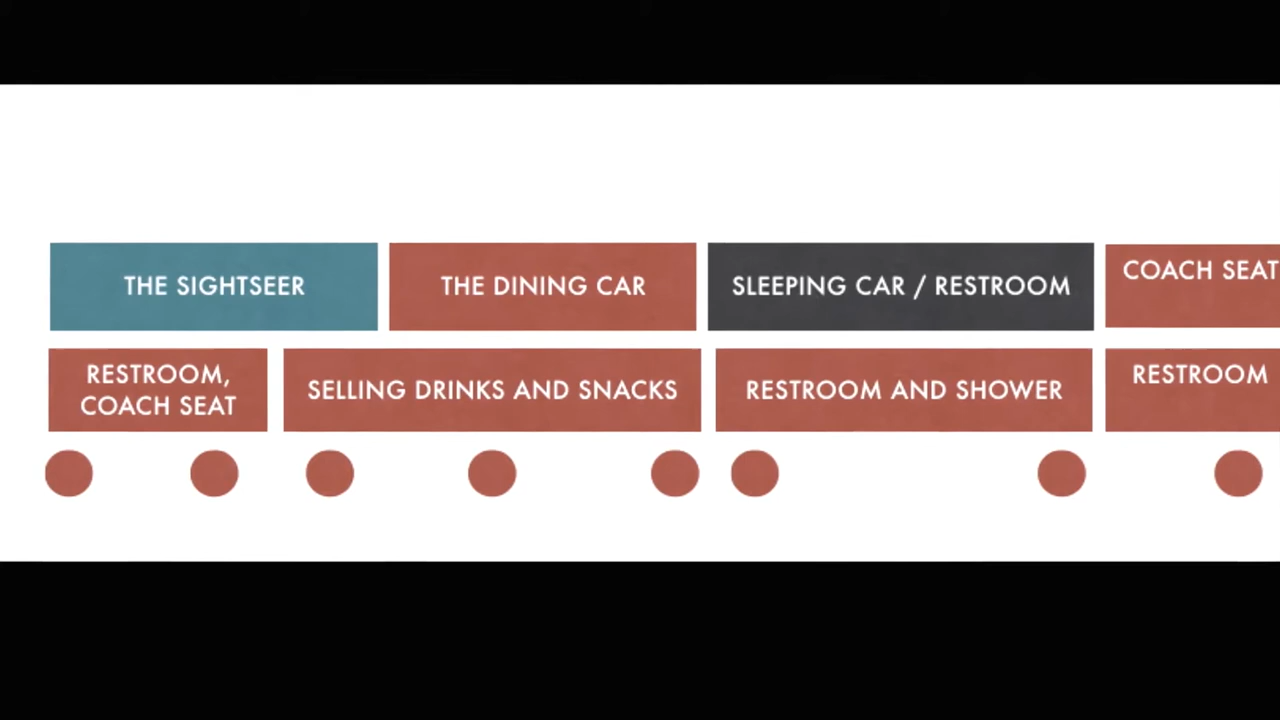 THE SIGHTSEER
THE DINING CAR
SLEEPING CAR / RESTROOM
COACH SEAT
RESTROOM,
COACH SEAT
SELLING DRINKS AND SNACKS
RESTROOM AND SHOWER
RESTROOM